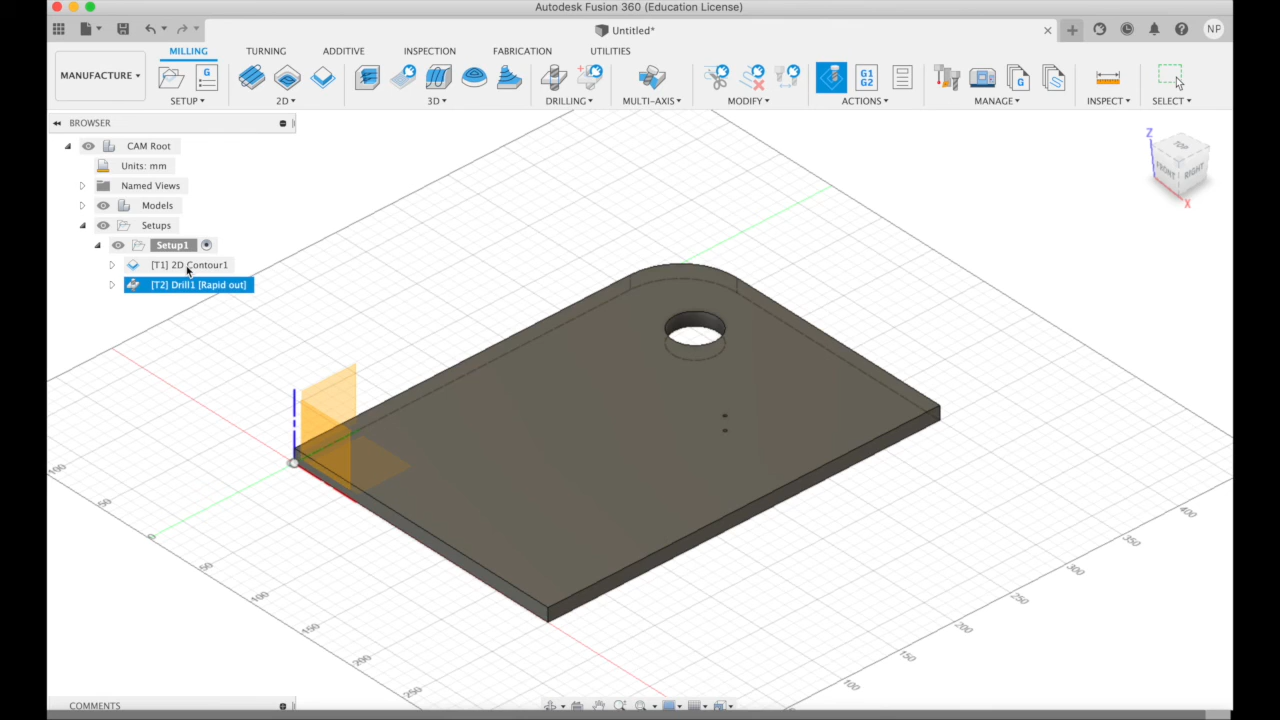 Autodesk Fusion 360 (Education License)
Untitled*
NP
MANUFACTURE
MILLING TURNING ADDITIVE INSPECTION FABRICATION UTILITIES
G G1 G2 G
SETUP 2D 3D DRILLING MULTI-AXIS MODIFY ACTIONS MANAGE INSPECT SELECT
BROWSER
CAM Root
Units: mm
Named Views
Models
Setups
Setup1
[T1] 2D Contour1
[T2] Drill1 [Rapid out]
Z
TOP
FRONT RIGHT
X
100
50
0
50
100
150
200
250
100
150
200
250
300
350
400
COMMENTS